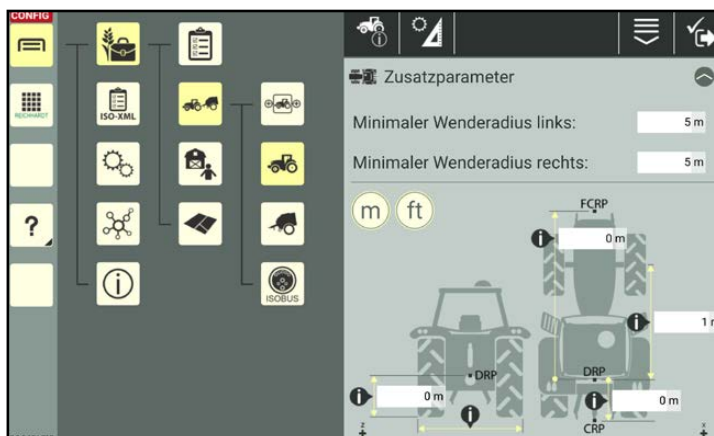 CONFIG
REICHHARDT
ISO-XML
?
ISOBUS
Zusatzparameter
Minimaler Wenderadius links: 5 m
Minimaler Wenderadius rechts: 5 m
m ft
FCRP
0 m
1 m
DRP
DRP
0 m
0 m
CRP
z
x